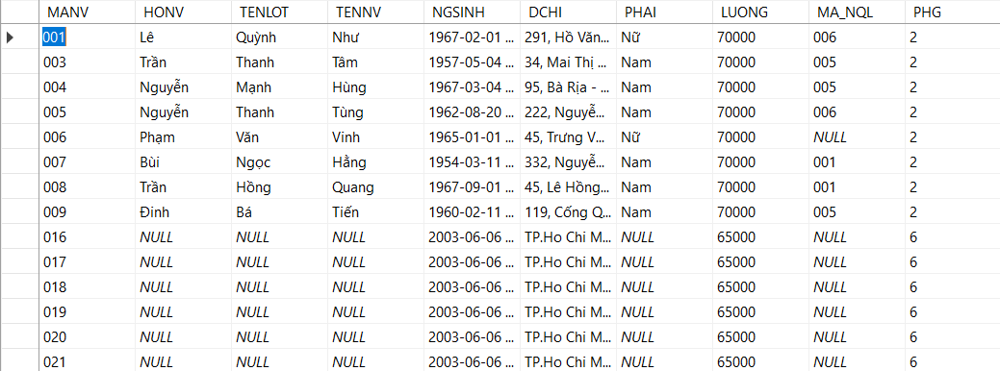 MANV HONV TENLOT TENNV NGSINH DCHI PHAI LUONG MA_NQL PHG
001 Lê Quỳnh Như 1967-02-01 ... 291, Hồ Văn... Nữ 70000 006 2
003 Trần Thanh Tâm 1957-05-04 ... 34, Mai Thị ... Nam 70000 005 2
004 Nguyễn Mạnh Hùng 1967-03-04 ... 95, Bà Rịa - ... Nam 70000 005 2
005 Nguyễn Thanh Tùng 1962-08-20 ... 222, Nguyễ... Nam 70000 006 2
006 Phạm Văn Vinh 1965-01-01 ... 45, Trưng V... Nữ 70000 NULL 2
007 Bùi Ngọc Hằng 1954-03-11 ... 332, Nguyễ... Nam 70000 001 2
008 Trần Hồng Quang 1967-09-01 ... 45, Lê Hồng... Nam 70000 001 2
009 Đinh Bá Tiến 1960-02-11 ... 119, Cống Q... Nam 70000 005 2
016 NULL NULL NULL 2003-06-06 ... TP.Ho Chi M... NULL 65000 NULL 6
017 NULL NULL NULL 2003-06-06 ... TP.Ho Chi M... NULL 65000 NULL 6
018 NULL NULL NULL 2003-06-06 ... TP.Ho Chi M... NULL 65000 NULL 6
019 NULL NULL NULL 2003-06-06 ... TP.Ho Chi M... NULL 65000 NULL 6
020 NULL NULL NULL 2003-06-06 ... TP.Ho Chi M... NULL 65000 NULL 6
021 NULL NULL NULL 2003-06-06 ... TP.Ho Chi M... NULL 65000 NULL 6